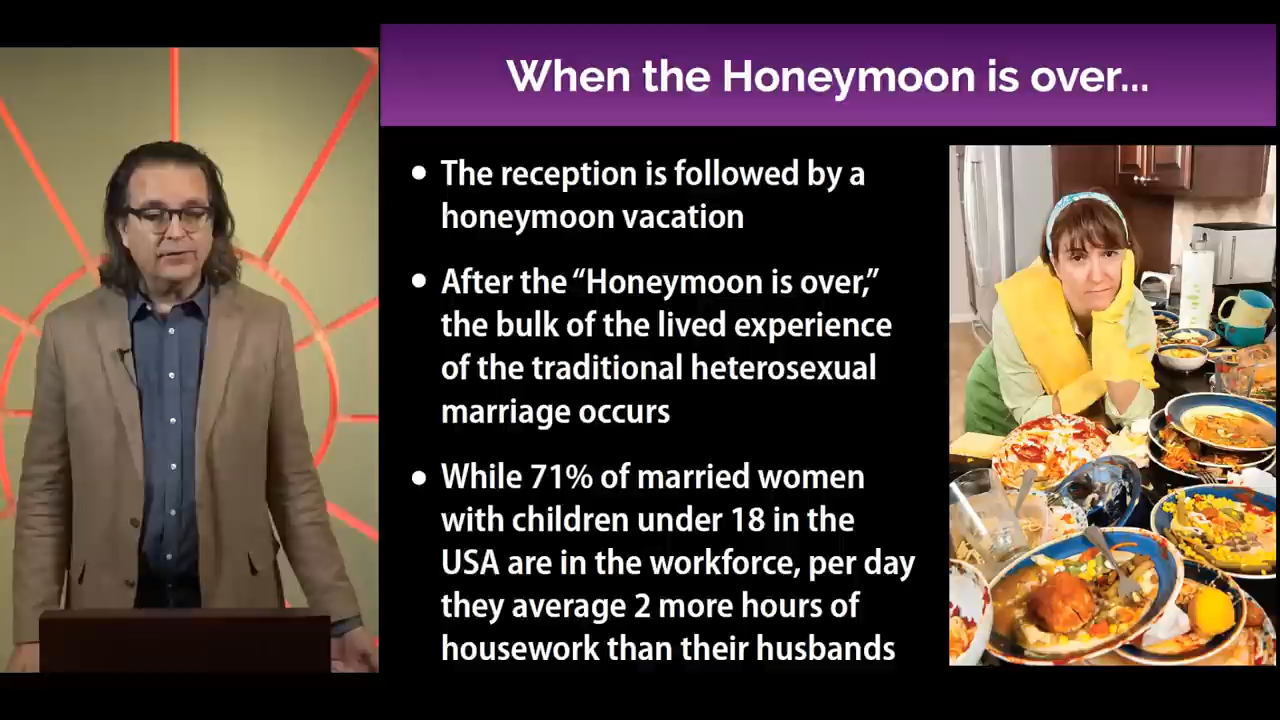 When the Honeymoon is over...
• The reception is followed by a
honeymoon vacation
• After the “Honeymoon is over,”
the bulk of the lived experience
of the traditional heterosexual
marriage occurs
• While 71% of married women
with children under 18 in the
USA are in the workforce, per day
they average 2 more hours of
housework than their husbands